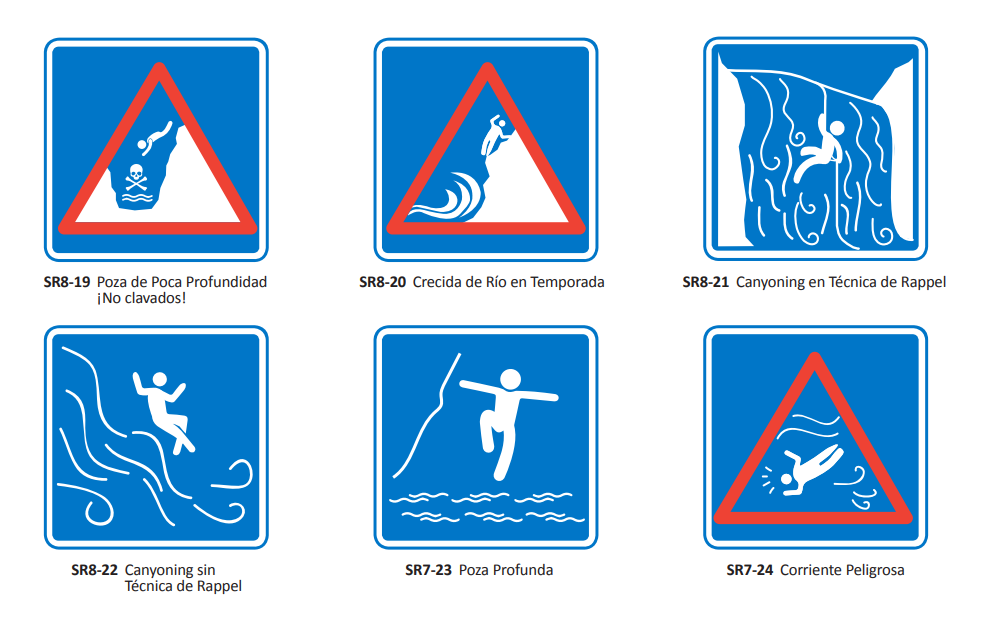 SR8-19 Poza de Poca Profundidad
¡No clavados!
SR8-20 Crecida de Río en Temporada
SR8-21 Canyoning en Técnica de Rappel
SR8-22 Canyoning sin
Técnica de Rappel
SR7-23 Poza Profunda
SR7-24 Corriente Peligrosa